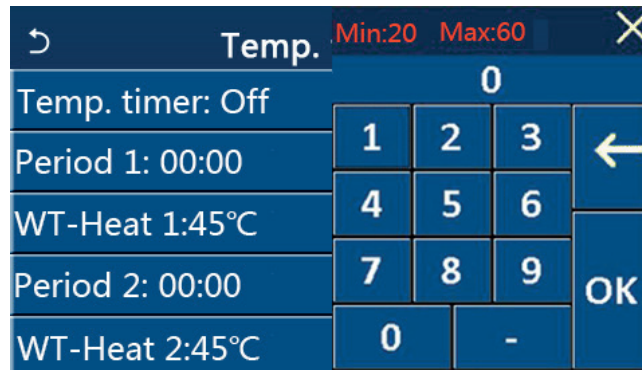 Temp.
Temp. timer: Off
Period 1: 00:00
WT-Heat 1:45℃
Period 2: 00:00
WT-Heat 2:45℃
Min:20 Max:60
0
1 2 3
4 5 6
7 8 9
OK
0 -